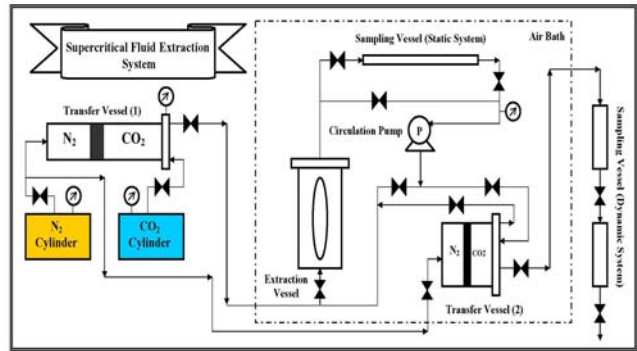 Supercritical Fluid Extraction
System
Sampling Vessel (Static System)
Air Bath
Transfer Vessel (1)
N2
CO2
Circulation Pump
P
Sampling Vessel (Dynamic System)
N2
Cylinder
CO2
Cylinder
N2
CO2
Extraction
Vessel
Transfer Vessel (2)